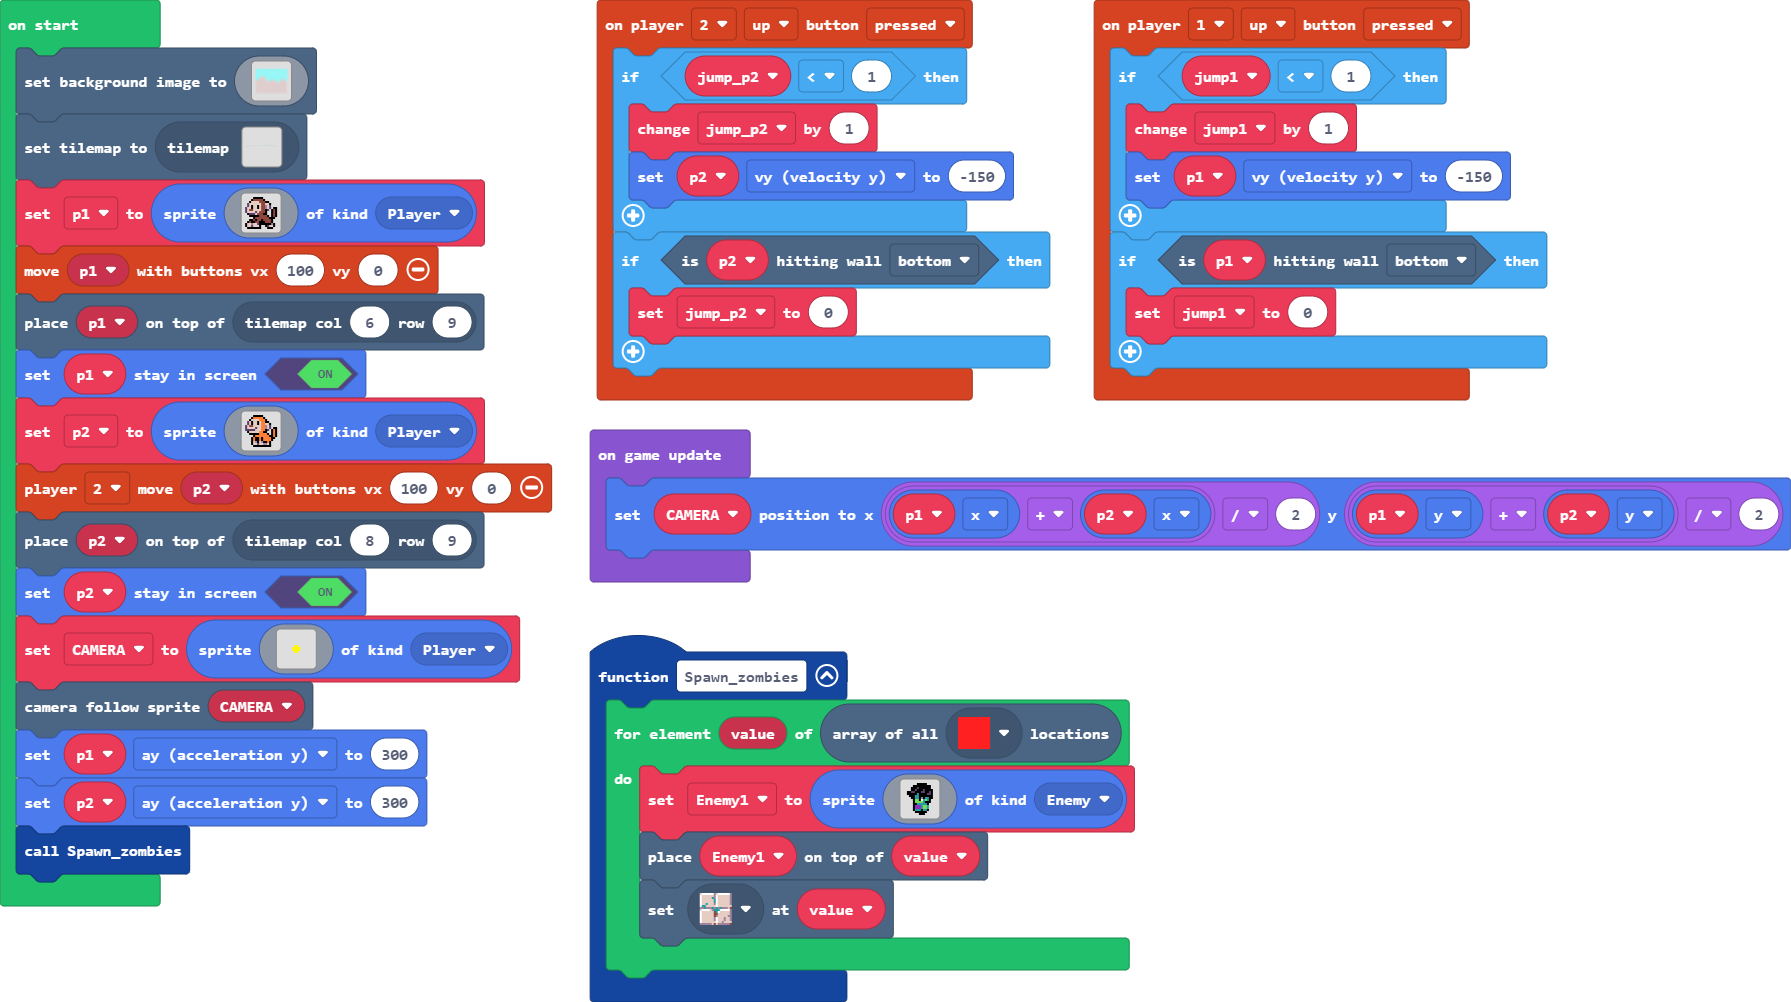 on start
set background image to
set tilemap to tilemap
set p1 to sprite of kind Player
move p1 with buttons vx 100 vy 0
place p1 on top of tilemap col 6 row 9
set p1 stay in screen ON
set p2 to sprite of kind Player
player 2 move p2 with buttons vx 100 vy 0
place p2 on top of tilemap col 8 row 9
set p2 stay in screen ON
set CAMERA to sprite of kind Player
camera follow sprite CAMERA
set p1 ay (acceleration y) to 300
set p2 ay (acceleration y) to 300
call Spawn_zombies
on player 2 up button pressed
if jump_p2 < 1 then
change jump_p2 by 1
set p2 vy (velocity y) to -150
if is p2 hitting wall bottom then
set jump_p2 to 0
on player 1 up button pressed
if jump1 < 1 then
change jump1 by 1
set p1 vy (velocity y) to -150
if is p1 hitting wall bottom then
set jump1 to 0
on game update
set CAMERA position to x p1 x + p2 x / 2 y p1 y + p2 y / 2
function Spawn_zombies
for element value of array of all locations
do
set Enemy1 to sprite of kind Enemy
place Enemy1 on top of value
set at value